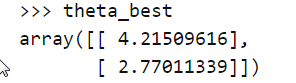 >>> theta_best
array([[ 4.21509616],
[ 2.77011339]])